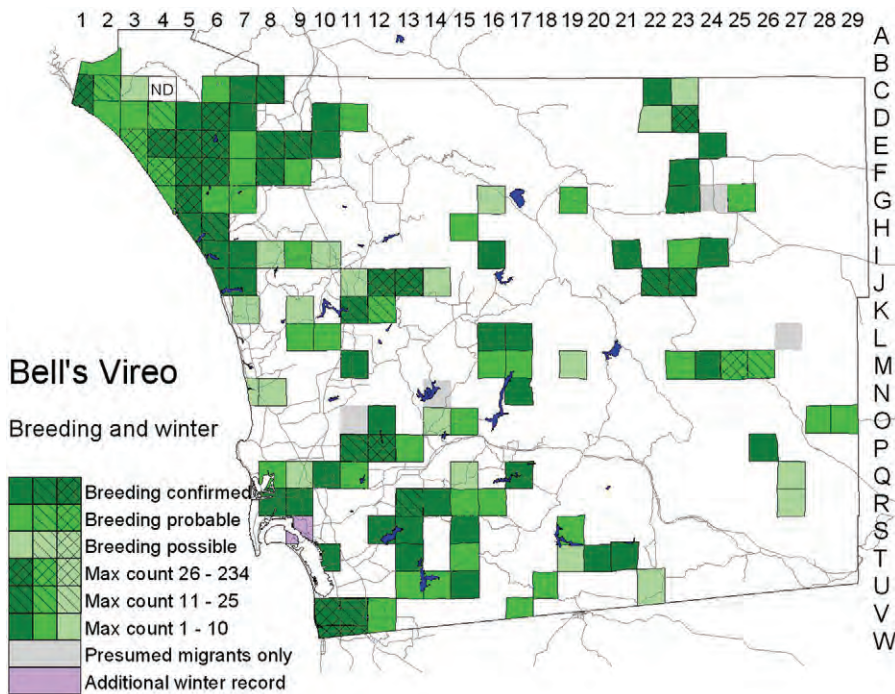 1 2 3 4 5 6 7 8 9 10 11 12 13 14 15 16 17 18 19 20 21 22 23 24 25 26 27 28 29
A
B
C
D
E
F
G
H
I
J
K
L
M
N
O
P
Q
R
S
T
U
V
W
ND
Bell's Vireo
Breeding and winter
Breeding confirmed
Breeding probable
Breeding possible
Max count 26 - 234
Max count 11 - 25
Max count 1 - 10
Presumed migrants only
Additional winter record